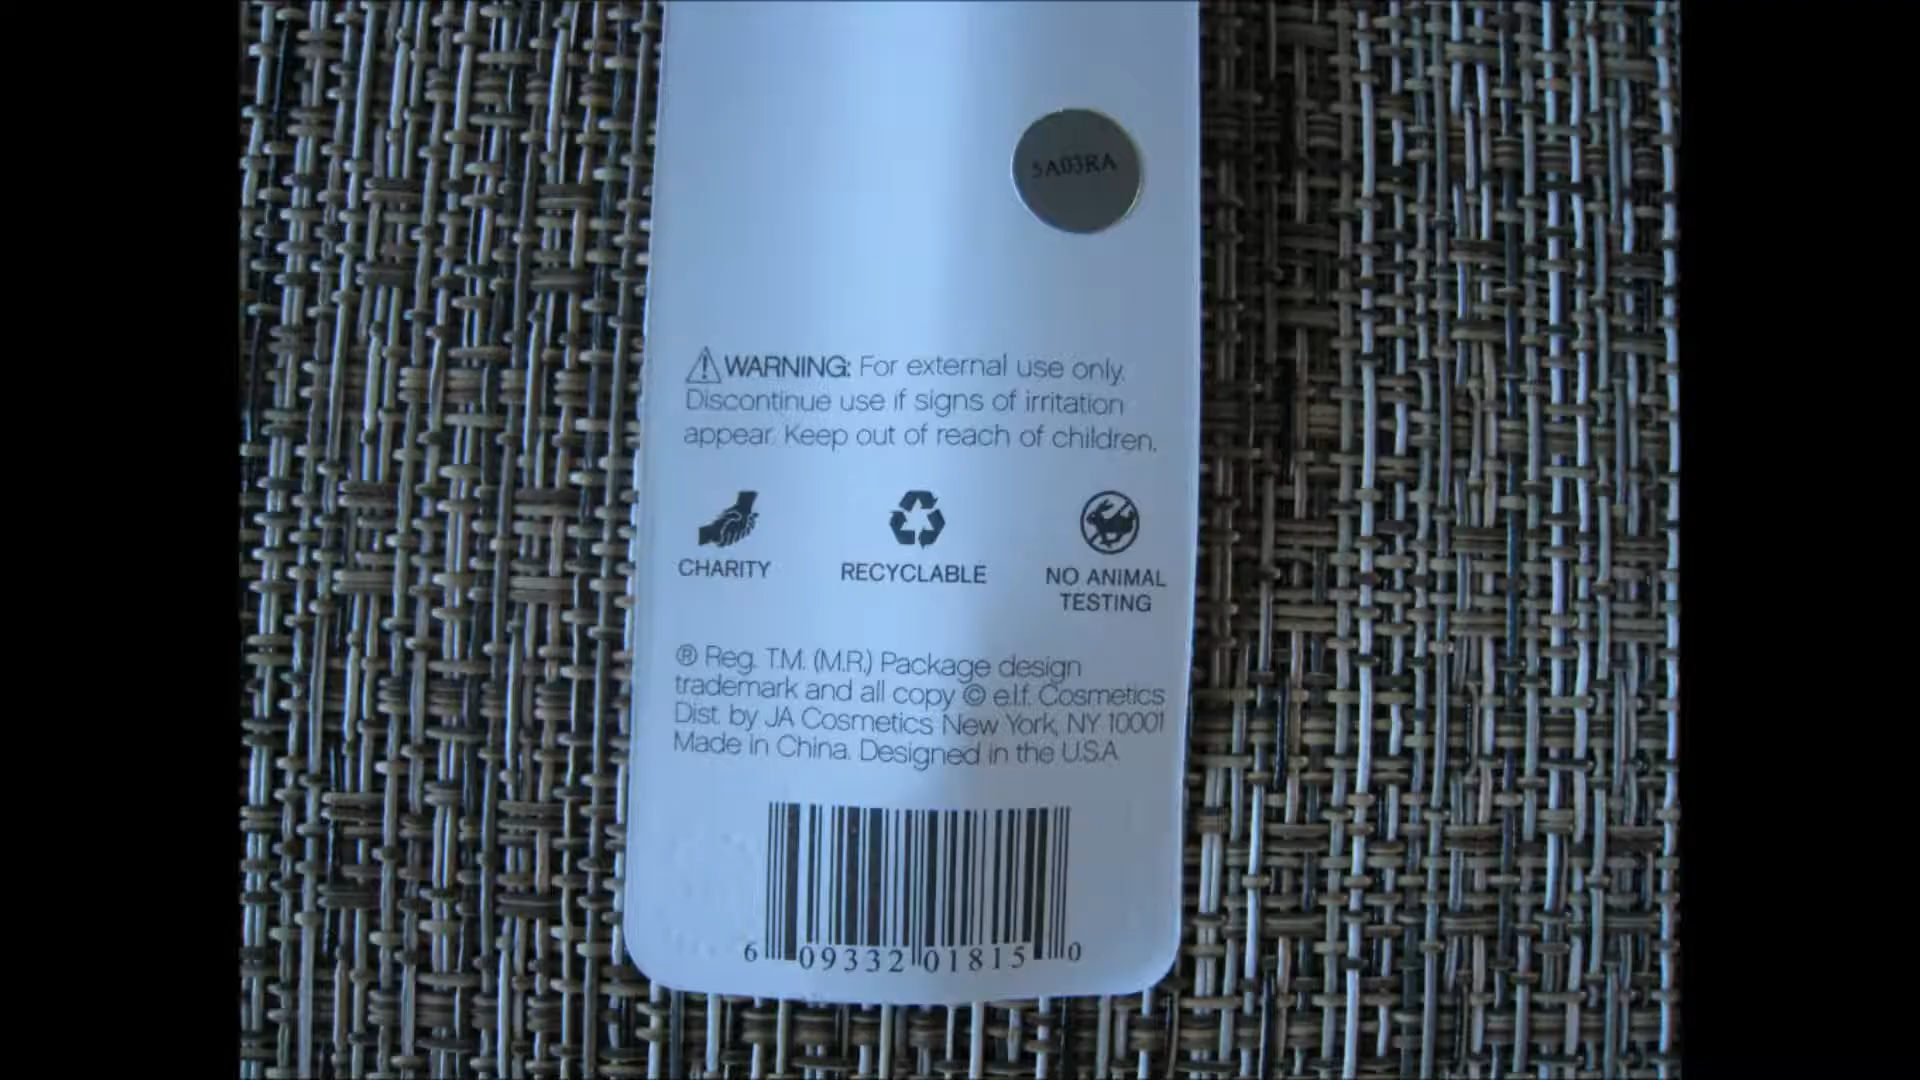 5A03RA
WARNING: For external use only.
Discontinue use if signs of irritation
appear. Keep out of reach of children.
CHARITY
RECYCLABLE
NO ANIMAL
TESTING
® Reg. T.M. (M.R.) Package design
trademark and all copy © e.l.f. Cosmetics
Dist. by JA Cosmetics New York, NY 10001
Made in China. Designed in the U.S.A
6 09332 01815 0